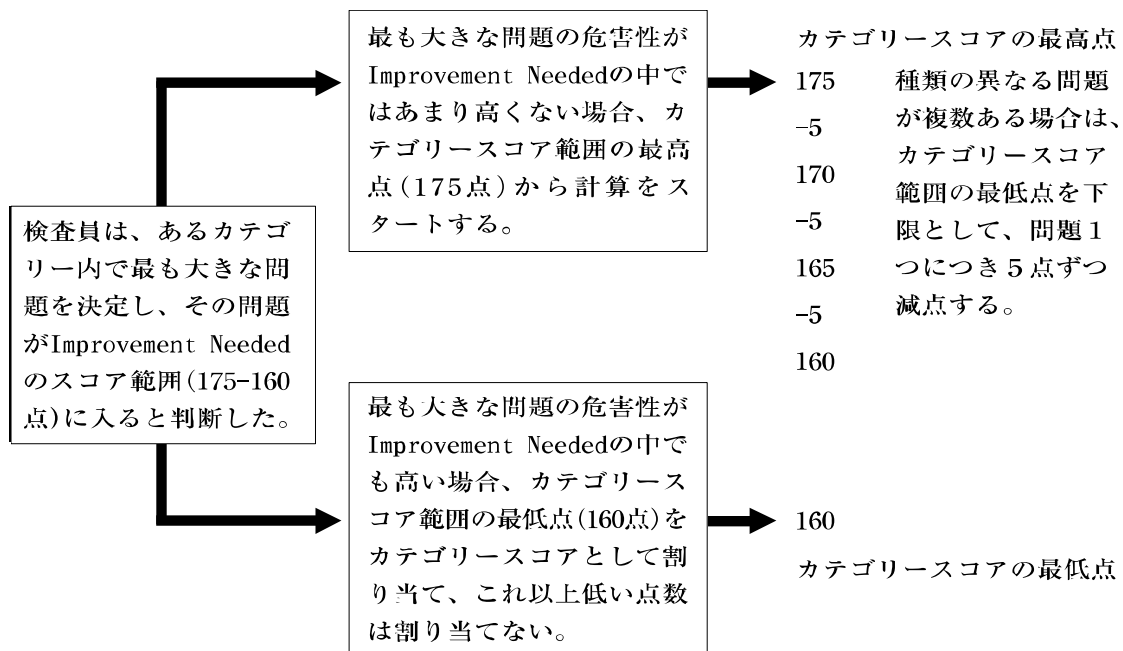 検査員は、あるカテゴ
リー内で最も大きな問
題を決定し、その問題
がImprovement Needed
のスコア範囲(175-160
点)に入ると判断した。
最も大きな問題の危害性が
Improvement Neededの中で
はあまり高くない場合、カ
テゴリースコア範囲の最高
点(175点)から計算をス
タートする。
カテゴリースコアの最高点
175
-5
170
-5
165
-5
160
種類の異なる問題
が複数ある場合は、
カテゴリースコア
範囲の最低点を下
限として、問題1
つにつき5点ずつ
減点する。
最も大きな問題の危害性が
Improvement Neededの中で
も高い場合、カテゴリース
コア範囲の最低点(160点)を
カテゴリースコアとして割
り当て、これ以上低い点数
は割り当てない。
160
カテゴリースコアの最低点